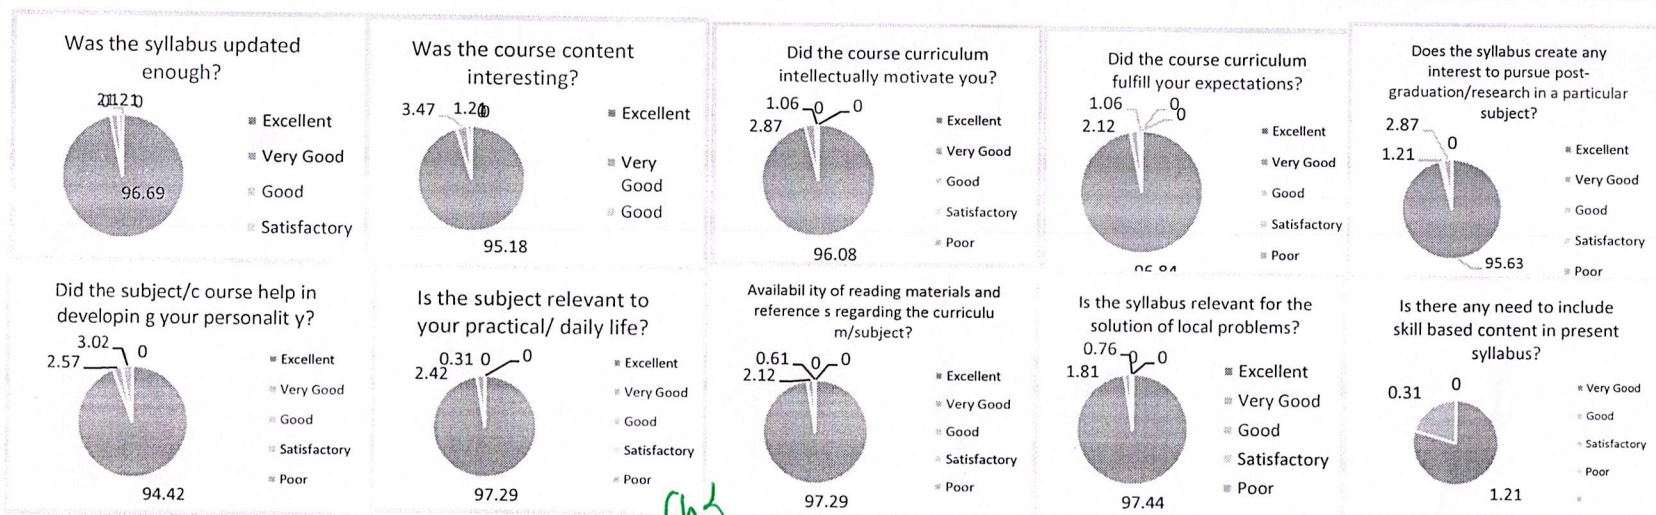 Was the syllabus updated
enough?
96.69
Excellent
Very Good
Good
Satisfactory
Was the course content
interesting?
3.47
95.18
Excellent
Very
Good
Good
Did the course curriculum
intellectually motivate you?
1.06 0 0
2.87
96.08
Excellent
Very Good
Good
Satisfactory
Poor
Did the course curriculum
fulfill your expectations?
1.06 0
2.12 0
Excellent
Very Good
Good
Satisfactory
Poor
Does the syllabus create any
interest to pursue post-
graduation/research in a particular
subject?
2.87
0
1.21
95.63
Excellent
Very Good
Good
Satisfactory
Poor
Did the subject/c ourse help in
developin g your personalit y?
3.02 0
2.57
94.42
Excellent
Very Good
Good
Satisfactory
Poor
Is the subject relevant to
your practical/ daily life?
0.31 0 0
2.42
97.29
Excellent
Very Good
Good
Satisfactory
Poor
Availabil ity of reading materials and
reference s regarding the curriculu
m/subject?
0.61 0 0
2.12
97.29
Excellent
Very Good
Good
Satisfactory
Poor
Is the syllabus relevant for the
solution of local problems?
0.76 0 0
1.81
97.44
Excellent
Very Good
Good
Satisfactory
Poor
Is there any need to include
skill based content in present
syllabus?
0.31 0
1.21
Very Good
Good
Satisfactory
Poor